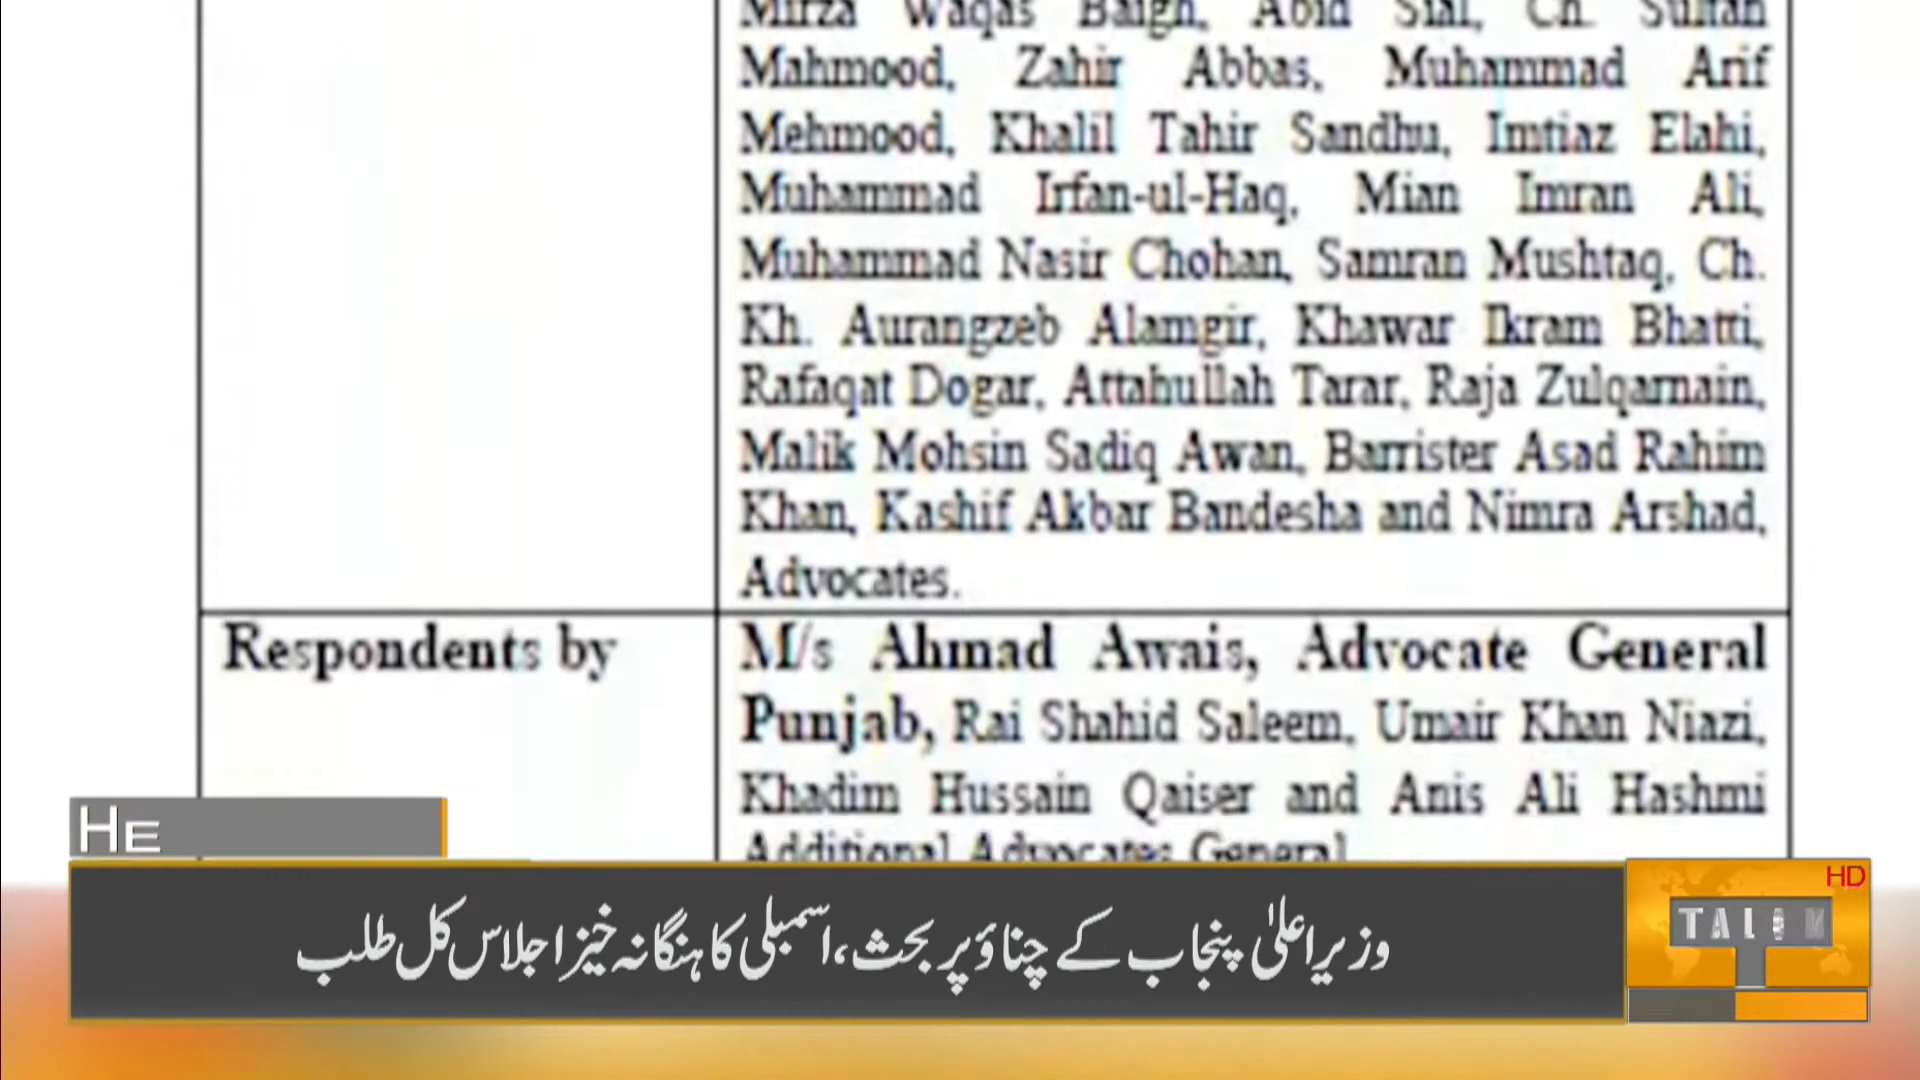 Mirza Waqas Baigh, Abid Sial, Ch. Sultan
Mahmood, Zahir Abbas, Muhammad Arif
Mehmood, Khalil Tahir Sandhu, Imtiaz Elahi,
Muhammad Irfan-ul-Haq, Mian Imran Ali,
Muhammad Nasir Chohan, Samran Mushtaq, Ch.
Kh. Aurangzeb Alamgir, Khawar Ikram Bhatti,
Rafaqat Dogar, Attahullah Tarar, Raja Zulqarnain,
Malik Mohsin Sadiq Awan, Barrister Asad Rahim
Khan, Kashif Akbar Bandesha and Nimra Arshad,
Advocates.
Respondents by
M/s Ahmad Awais, Advocate General
Punjab, Rai Shahid Saleem, Umair Khan Niazi,
Khadim Hussain Qaiser and Anis Ali Hashmi
Additional Advocates General
HE
وزیراعلیٰ پنجاب کے چناؤ پر بحث، اسمبلی کا ہنگامہ خیز اجلاس کل طلب
HD